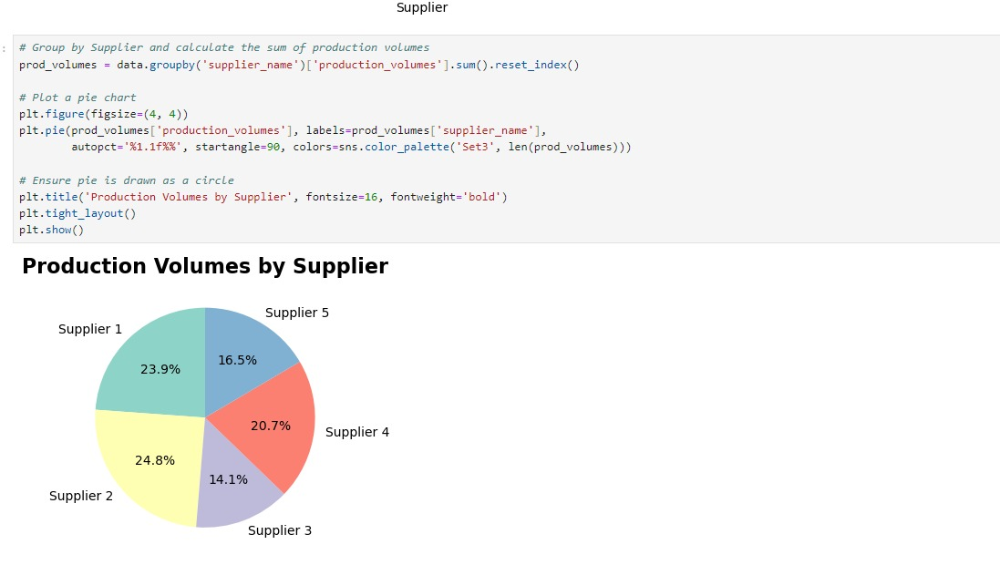 Supplier
:
# Group by Supplier and calculate the sum of production volumes
prod_volumes = data.groupby('supplier_name')['production_volumes'].sum().reset_index()
# Plot a pie chart
plt.figure(figsize=(4, 4))
plt.pie(prod_volumes['production_volumes'], labels=prod_volumes['supplier_name'],
        autopct='%1.1f%%', startangle=90, colors=sns.color_palette('Set3', len(prod_volumes)))
# Ensure pie is drawn as a circle
plt.title('Production Volumes by Supplier', fontsize=16, fontweight='bold')
plt.tight_layout()
plt.show()
Production Volumes by Supplier
Supplier 5
Supplier 1
16.5%
23.9%
20.7%
Supplier 4
24.8%
14.1%
Supplier 2
Supplier 3